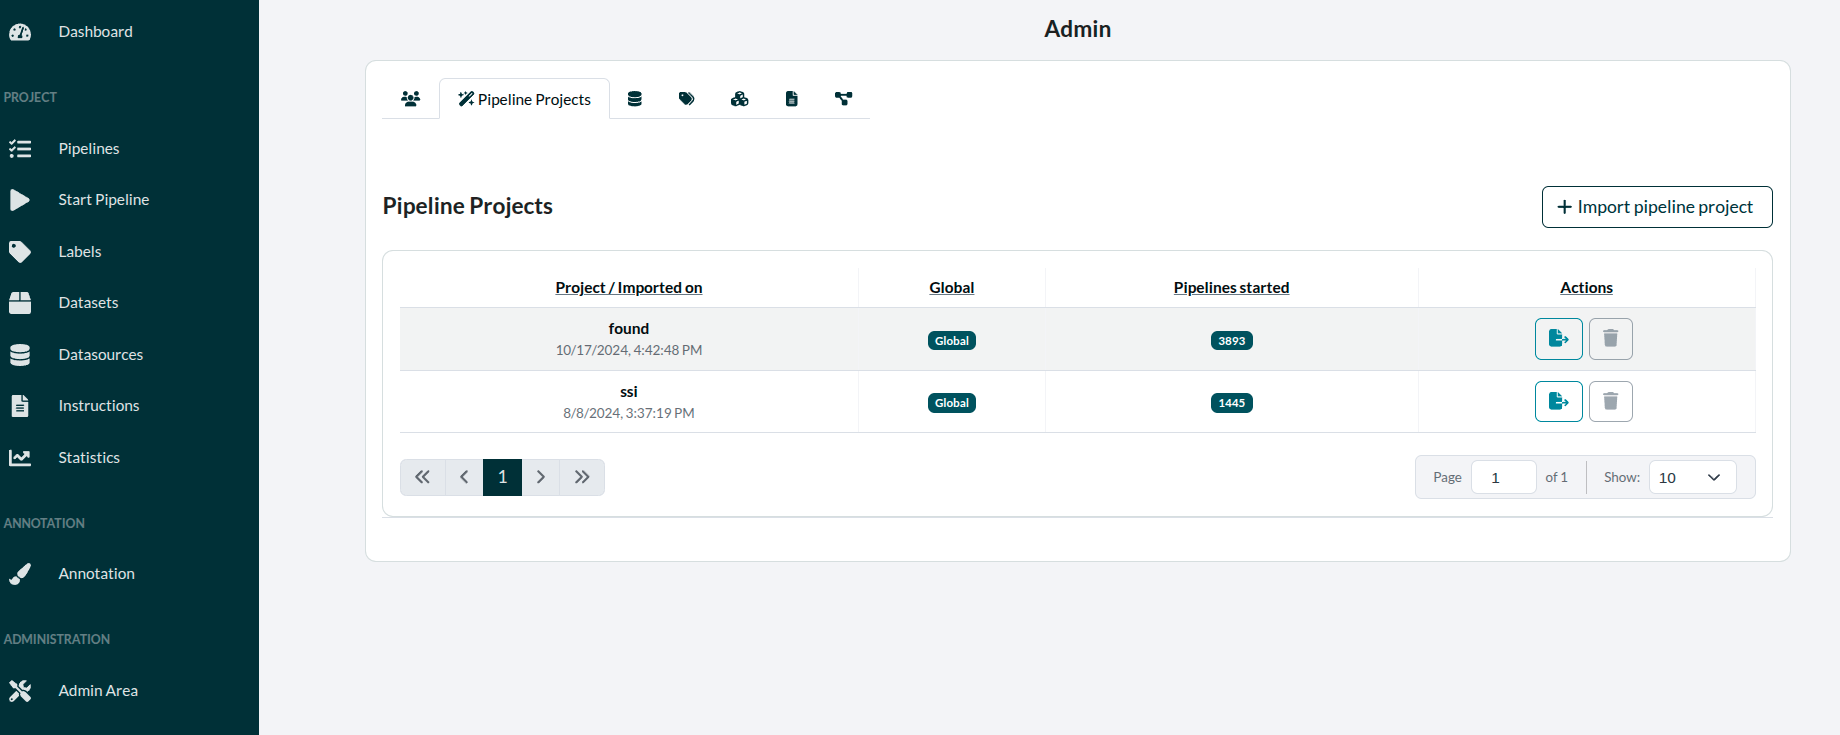 Dashboard
PROJECT
Pipelines
Start Pipeline
Labels
Datasets
Datasources
Instructions
Statistics
ANNOTATION
Annotation
ADMINISTRATION
Admin Area
Admin
Pipeline Projects
Pipeline Projects
Import pipeline project
Project / Imported on Global Pipelines started Actions
found
10/17/2024, 4:42:48 PM
Global 3893
ssi
8/8/2024, 3:37:19 PM
Global 1445
1
Page 1 of 1 Show: 10